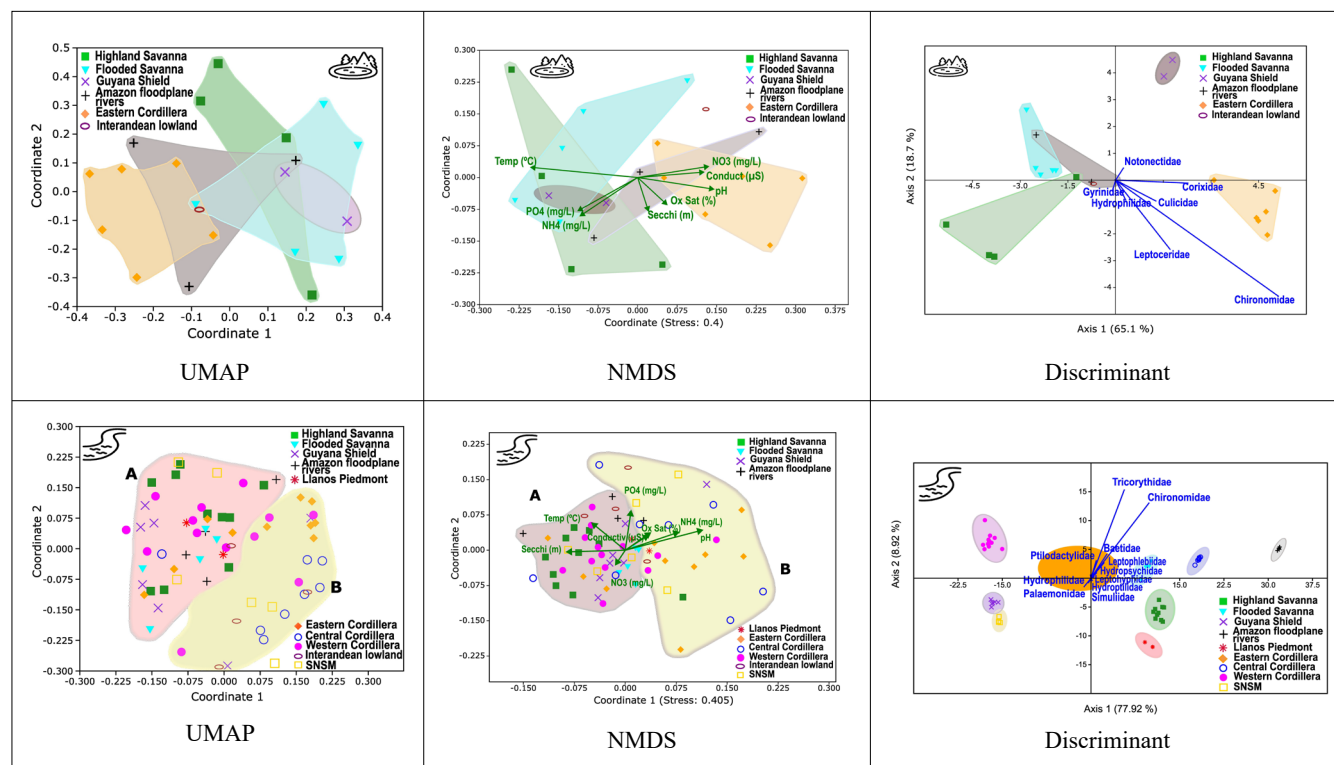 0.5
0.4
0.3
0.2
0.1
0.0
-0.1
-0.2
-0.3
-0.4
Coordinate 2
Highland Savanna
Flooded Savanna
Guyana Shield
Amazon floodplane
rivers
Eastern Cordillera
Interandean lowland
-0.4 -0.3 -0.2 -0.1 0.0 0.1 0.2 0.3 0.4
Coordinate 1
UMAP
0.300
0.225
0.150
0.075
0.000
-0.075
-0.150
-0.225
-0.300
Coordinate 2
Highland Savanna
Flooded Savanna
Guyana Shield
Amazon floodplane
rivers
Eastern Cordillera
Interandean lowland
Temp (ºC)
NO3 (mg/L)
Conduct (µS)
pH
Ox Sat (%)
Secchi (m)
PO4 (mg/L)
NH4 (mg/L)
-0.300 -0.225 -0.150 -0.075 0.000 0.075 0.150 0.225 0.300 0.375
Coordinate (Stress: 0.4)
NMDS
Axis 2 (18.7 %)
4
3
2
1
-1
-2
-3
-4
-4.5 -3.0 -1.5 4.5
Highland Savanna
Flooded Savanna
Guyana Shield
Amazon floodplane
rivers
Eastern Cordillera
Interandean lowland
Notonectidae
Corixidae
Gyrinidae
Hydrophilidae
Culicidae
Leptoceridae
Chironomidae
Axis 1 (65.1 %)
Discriminant
0.300
0.225
0.150
0.075
0.000
-0.075
-0.150
-0.225
-0.300
Coordinate 2
A
B
Highland Savanna
Flooded Savanna
Guyana Shield
Amazon floodplane
rivers
Llanos Piedmont
Eastern Cordillera
Central Cordillera
Western Cordillera
Interandean lowland
SNSM
-0.300 -0.225 -0.150 -0.075 0.000 0.075 0.150 0.225 0.300
Coordinate 1
UMAP
0.225
0.150
0.075
0.000
-0.075
-0.150
-0.225
-0.300
Coordinate 2
A
B
Highland Savanna
Flooded Savanna
Guyana Shield
Amazon floodplane
rivers
PO4 (mg/L)
Temp (ºC)
Ox Sat (%)
NH4 (mg/L)
Conductiv (µS)
pH
Secchi (m)
NO3 (mg/L)
Llanos Piedmont
Eastern Cordillera
Central Cordillera
Western Cordillera
Interandean lowland
SNSM
-0.150 -0.075 0.000 0.075 0.150 0.225 0.300
Coordinate 1 (Stress: 0.405)
NMDS
Axis 2 (8.92 %)
15
10
5
-5
-10
-15
-22.5 -15.0 15.0 22.5 30.0 37.5
Tricorythidae
Chironomidae
Baetidae
Ptilodactylidae
Leptophlebiidae
Hydropsychidae
Hydrophilidae
Leptohyphidae
Hydroptilidae
Palaemonidae
Simuliidae
Highland Savanna
Flooded Savanna
Guyana Shield
Amazon floodplane
rivers
Llanos Piedmont
Eastern Cordillera
Central Cordillera
Western Cordillera
SNSM
Axis 1 (77.92 %)
Discriminant